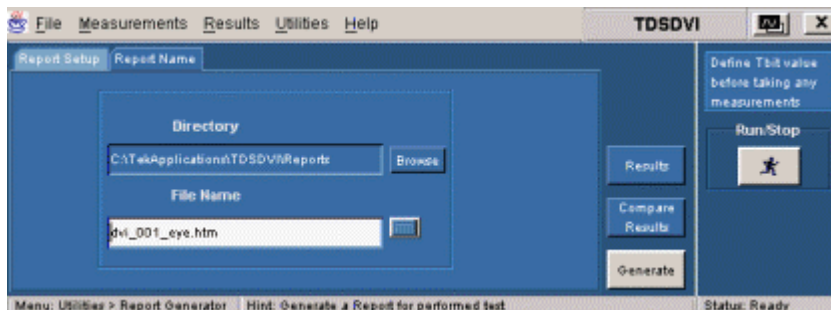 File Measurements Results Utilities Help TDSDVI
Report Setup Report Name
Define Tbit value
before taking any
measurements
Directory
Run/Stop
C:\TekApplications\TDSDVI\Reports Browse
Results
File Name
Compare
Results
dvi_001_eye.htm
Generate
Menu: Utilities > Report Generator Hint: Generate a Report for performed test Status: Ready